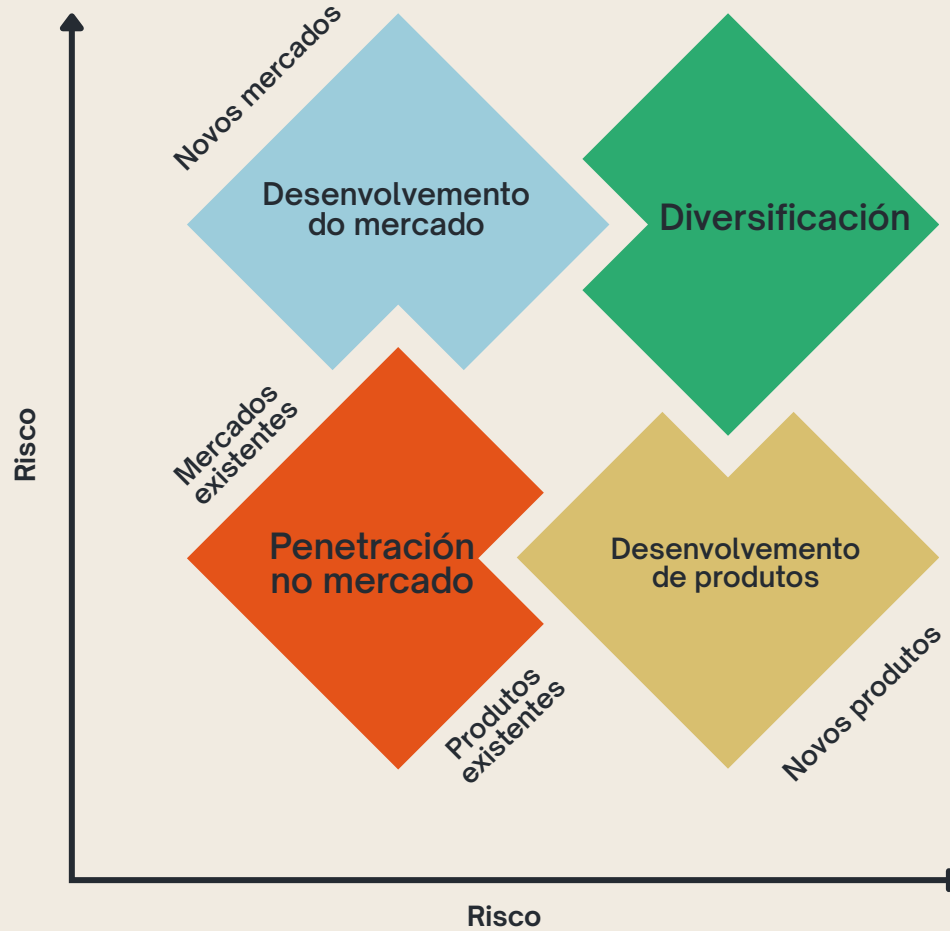 Novos mercados
Desenvolvemento
do mercado
Diversificación
Mercados
existentes
Risco
Penetración
no mercado
Desenvolvemento
de produtos
Produtos
existentes
Novos produtos
Risco